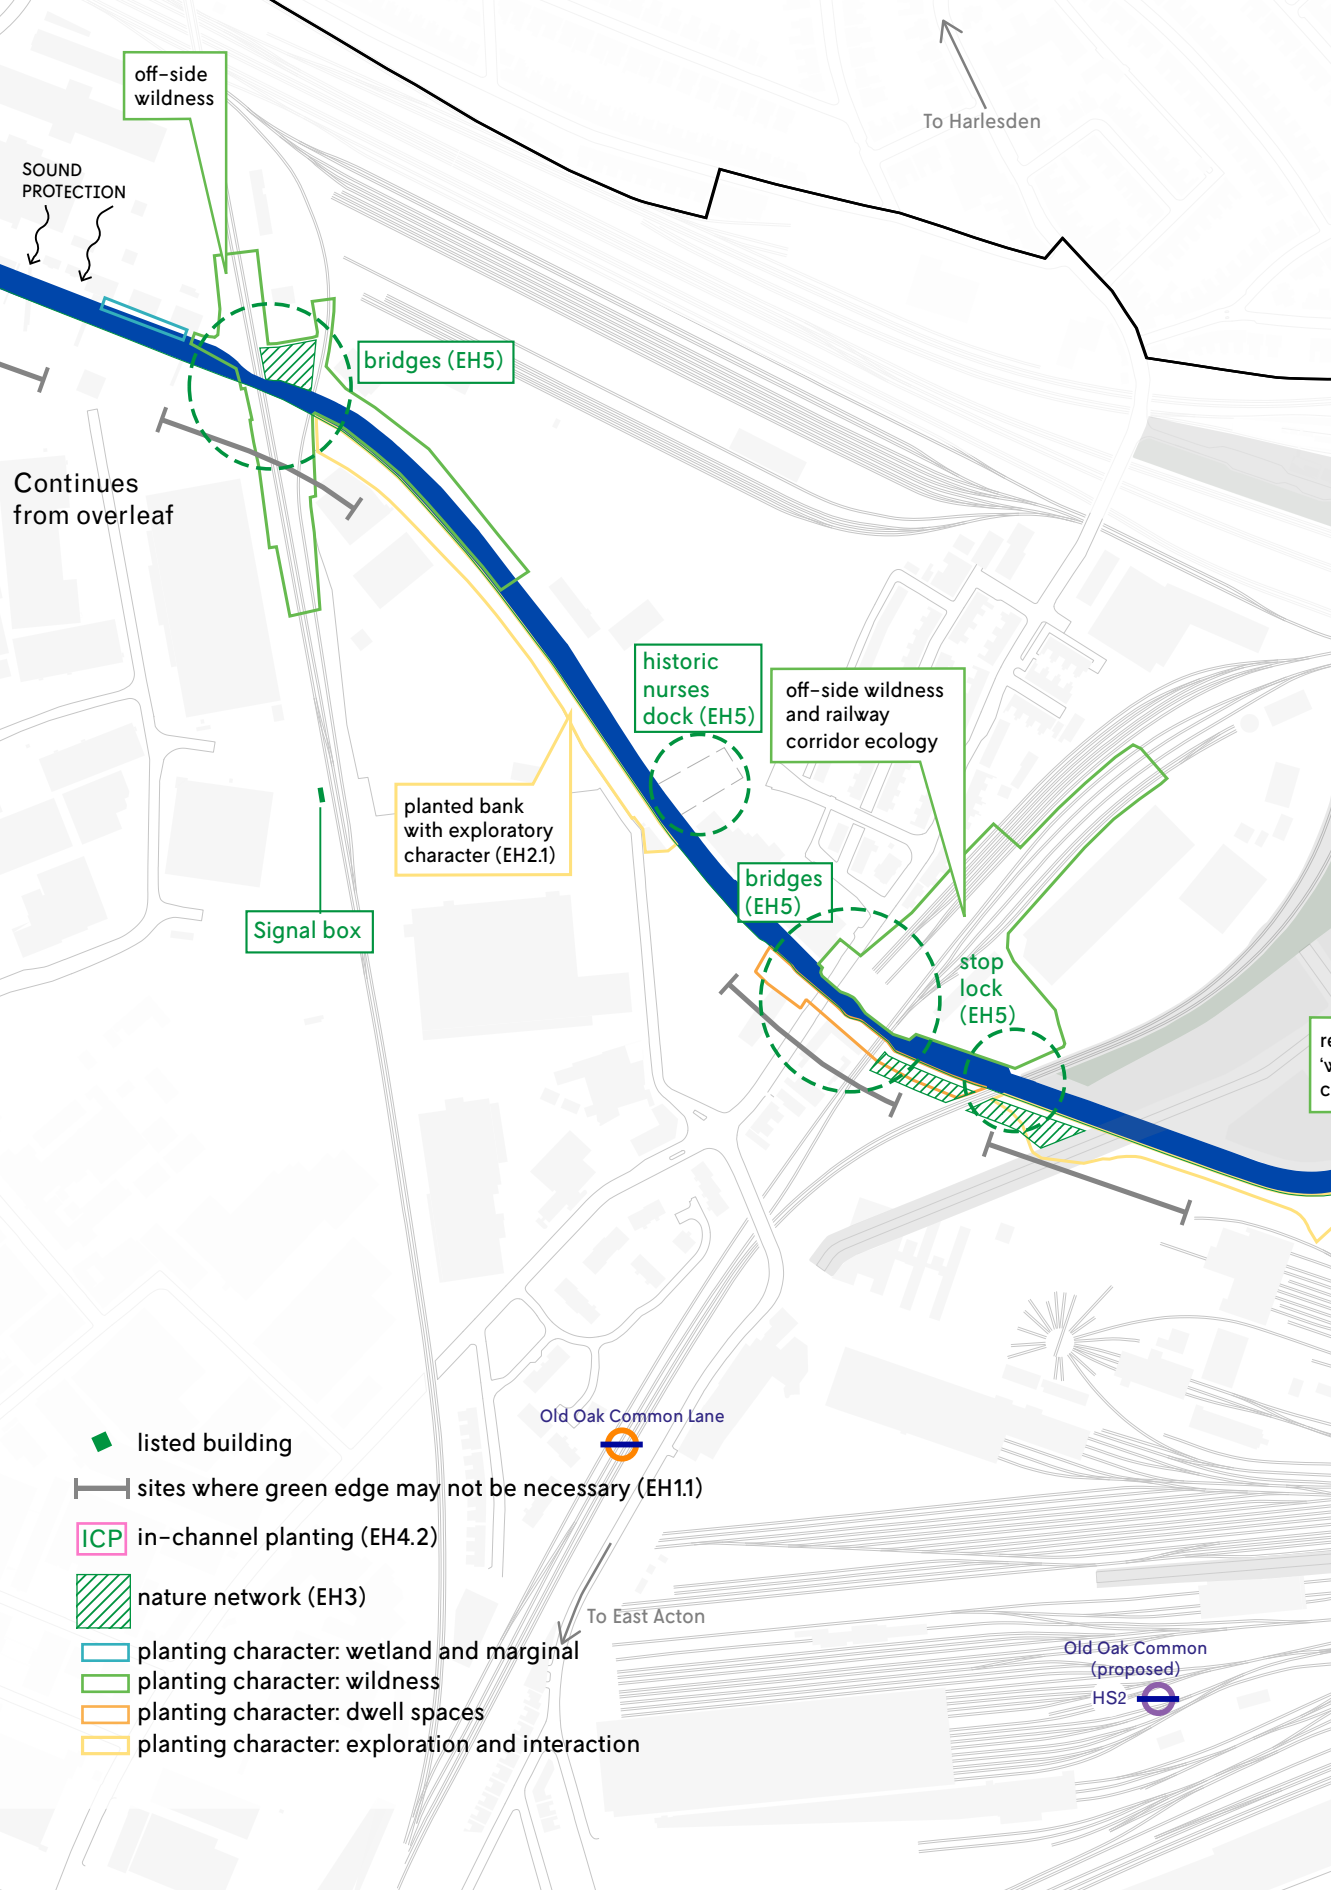 off-side
wildness
To Harlesden
SOUND
PROTECTION
bridges (EH5)
Continues
from overleaf
historic
nurses
dock (EH5)
off-side wildness
and railway
corridor ecology
planted bank
with exploratory
character (EH2.1)
bridges
(EH5)
Signal box
stop
lock
(EH5)
Old Oak Common Lane
listed building
sites where green edge may not be necessary (EH1.1)
ICP in-channel planting (EH4.2)
nature network (EH3)
To East Acton
planting character: wetland and marginal
planting character: wildness
planting character: dwell spaces
planting character: exploration and interaction
Old Oak Common
(proposed)
HS2